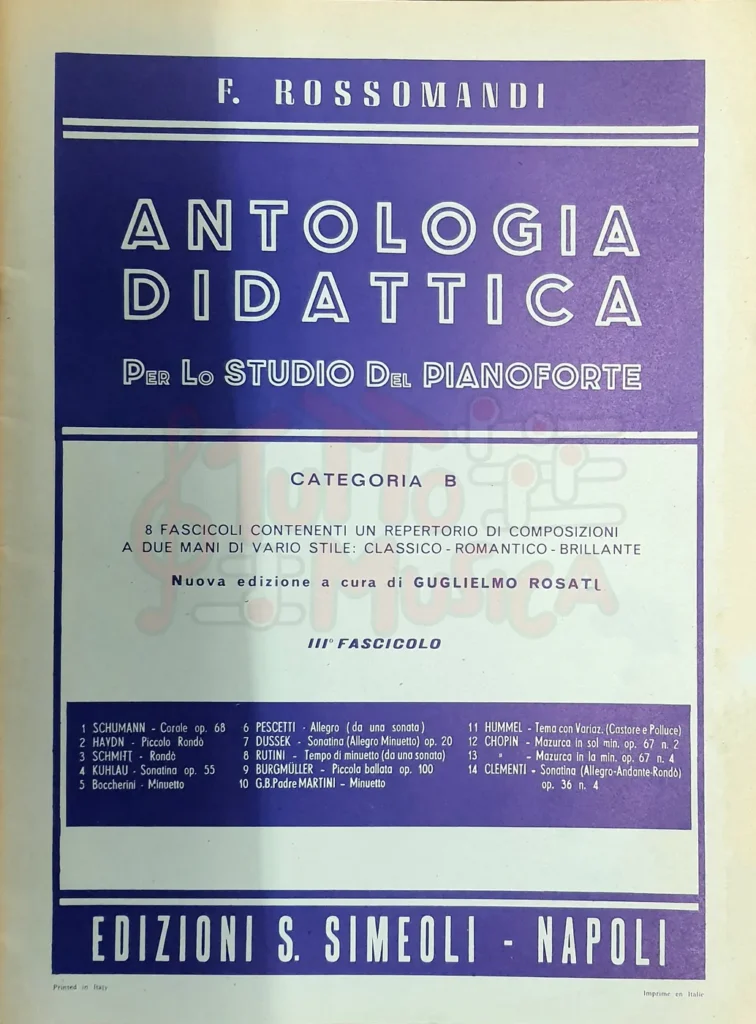 F. ROSSOMANDI
ANTOLOGIA
DIDATTICA
PER LO STUDIO DEL PIANOFORTE
CATEGORIA B
8 FASCICOLI CONTENENTI UN REPERTORIO DI COMPOSIZIONI
A DUE MANI DI VARIO STILE: CLASSICO - ROMANTICO - BRILLANTE
Nuova edizione a cura di GUGLIELMO ROSATI
TUTTO
MUSICA
III° FASCICOLO
1 SCHUMANN - Corale op. 68
2 HAYDN - Piccolo Rondò
3 SCHMITT - Rondò
4 KUHLAU - Sonatina op. 55
5 Boccherini - Minuetto
6 PESCETTI - Allegro (da una sonata)
7 DUSSEK - Sonatina (Allegro Minuetto) op. 20
8 RUTINI - Tempo di minuetto (da una sonata)
9 BURGMÜLLER - Piccola ballata op. 100
10 G.B. Padre MARTINI - Minuetto
11 HUMMEL - Tema con Variaz. (Castore e Polluce)
12 CHOPIN - Mazurca in sol min. op. 67 n. 2
13 » - Mazurca in la min. op. 67 n. 4
14 CLEMENTI - Sonatina (Allegro-Andante-Rondò)
op. 36 n. 4
EDIZIONI S. SIMEOLI - NAPOLI
Printed in Italy
Imprimé en Italie